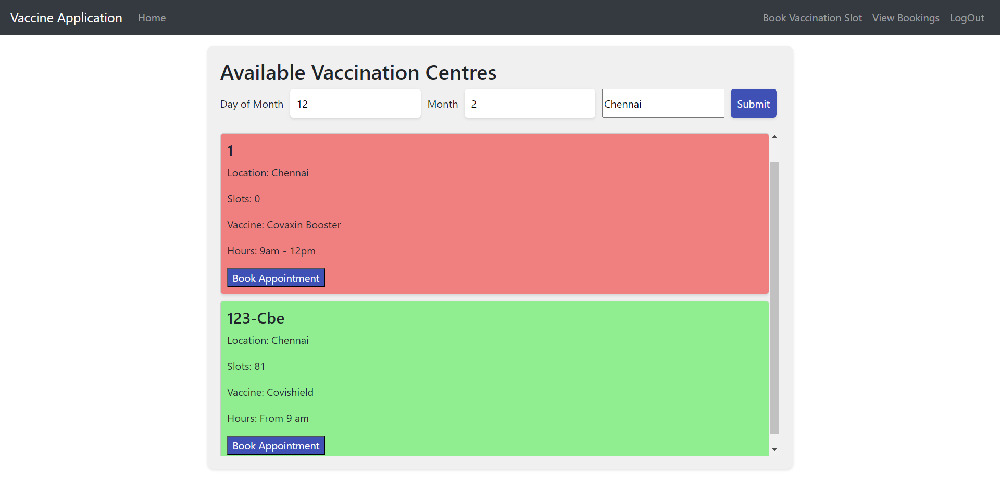 Vaccine Application Home Book Vaccination Slot View Bookings LogOut
Available Vaccination Centres
Day of Month 12 Month 2 Chennai Submit
1
Location: Chennai
Slots: 0
Vaccine: Covaxin Booster
Hours: 9am - 12pm
Book Appointment
123-Cbe
Location: Chennai
Slots: 81
Vaccine: Covishield
Hours: From 9 am
Book Appointment